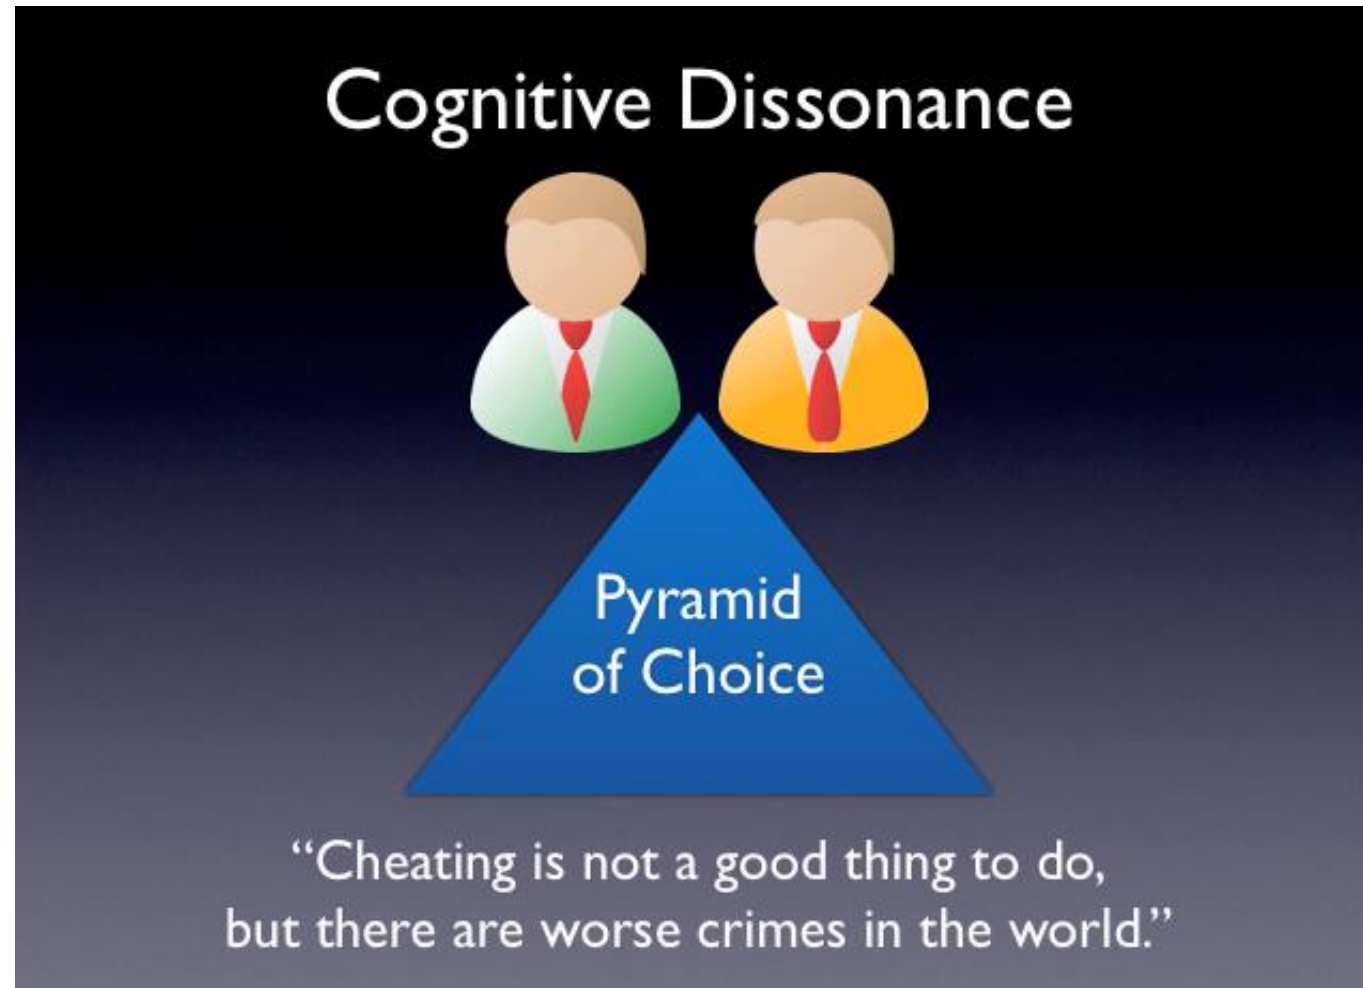 Cognitive Dissonance
Pyramid
of Choice
“Cheating is not a good thing to do,
but there are worse crimes in the world.”